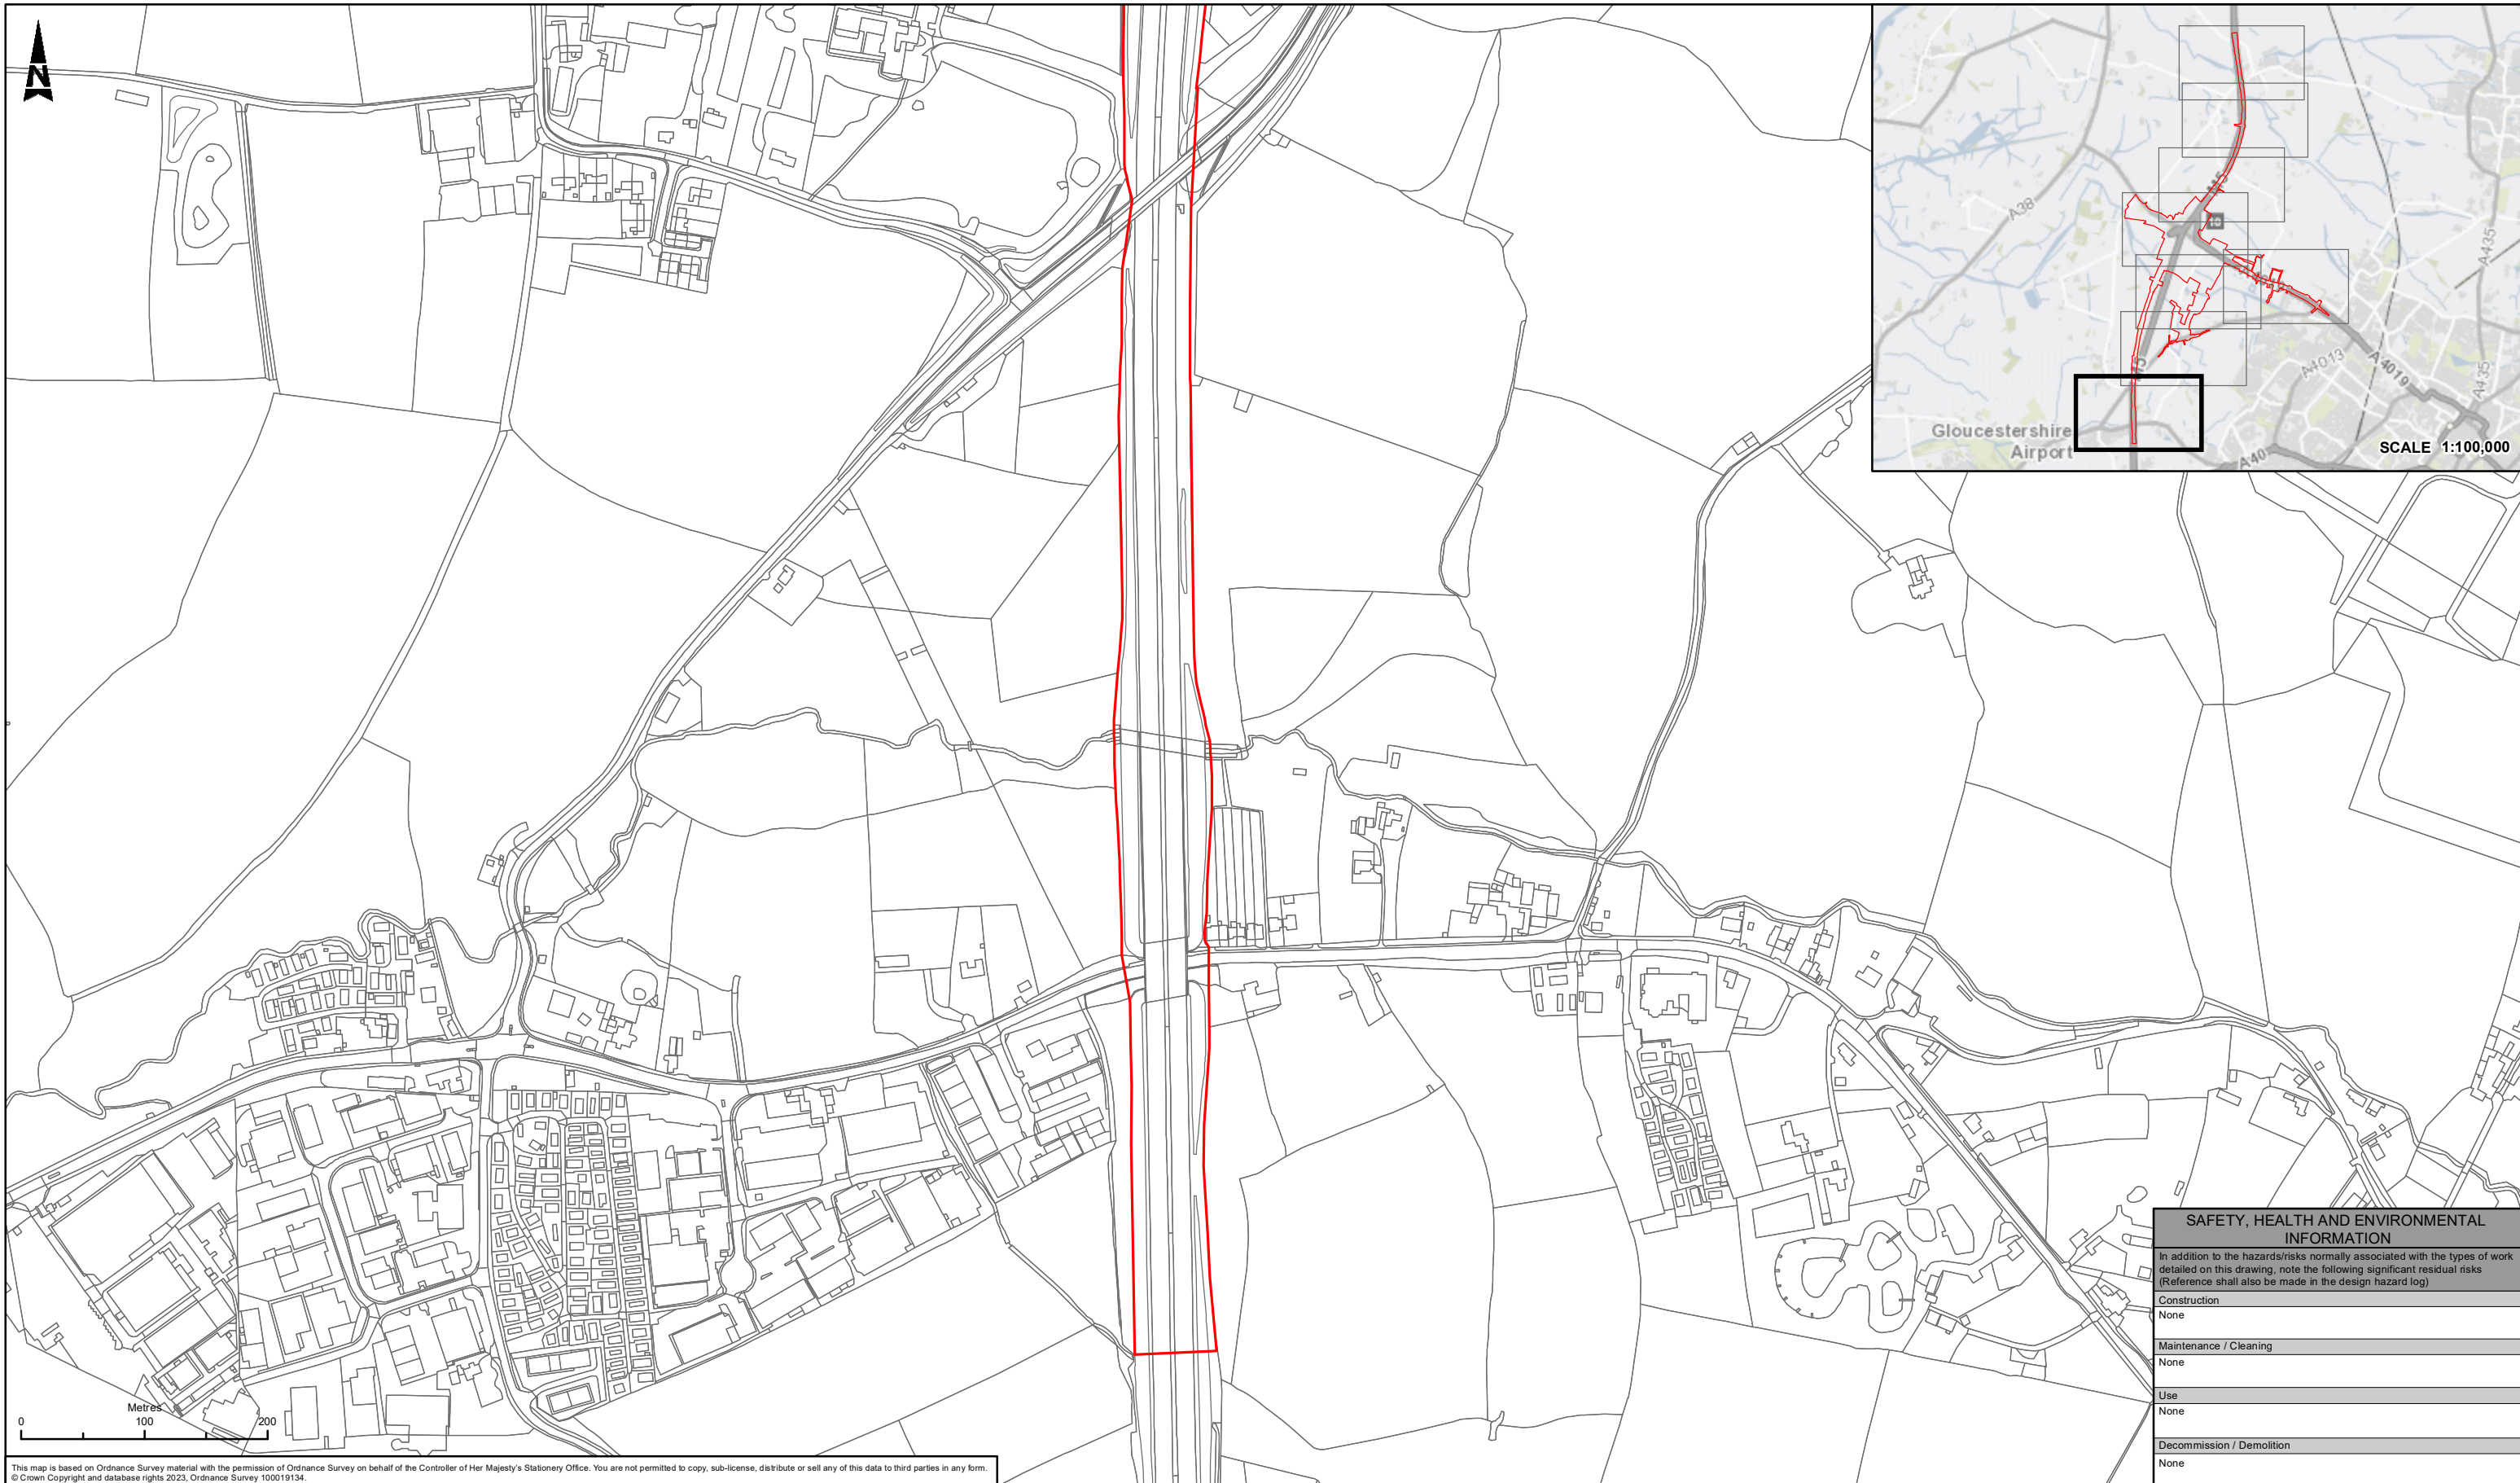 N
A38
M5
A435
A4013
A4019
A435
M5
Gloucestershire
Airport
A40
SCALE 1:100,000
SAFETY, HEALTH AND ENVIRONMENTAL
INFORMATION
In addition to the hazards/risks normally associated with the types of work
detailed on this drawing, note the following significant residual risks
(Reference shall also be made in the design hazard log)
Construction
None
Maintenance / Cleaning
None
Use
None
Decommission / Demolition
None
Metres
0 100 200
This map is based on Ordnance Survey material with the permission of Ordnance Survey on behalf of the Controller of Her Majesty's Stationery Office. You are not permitted to copy, sub-license, distribute or sell any of this data to third parties in any form.
© Crown Copyright and database rights 2023, Ordnance Survey 100019134.